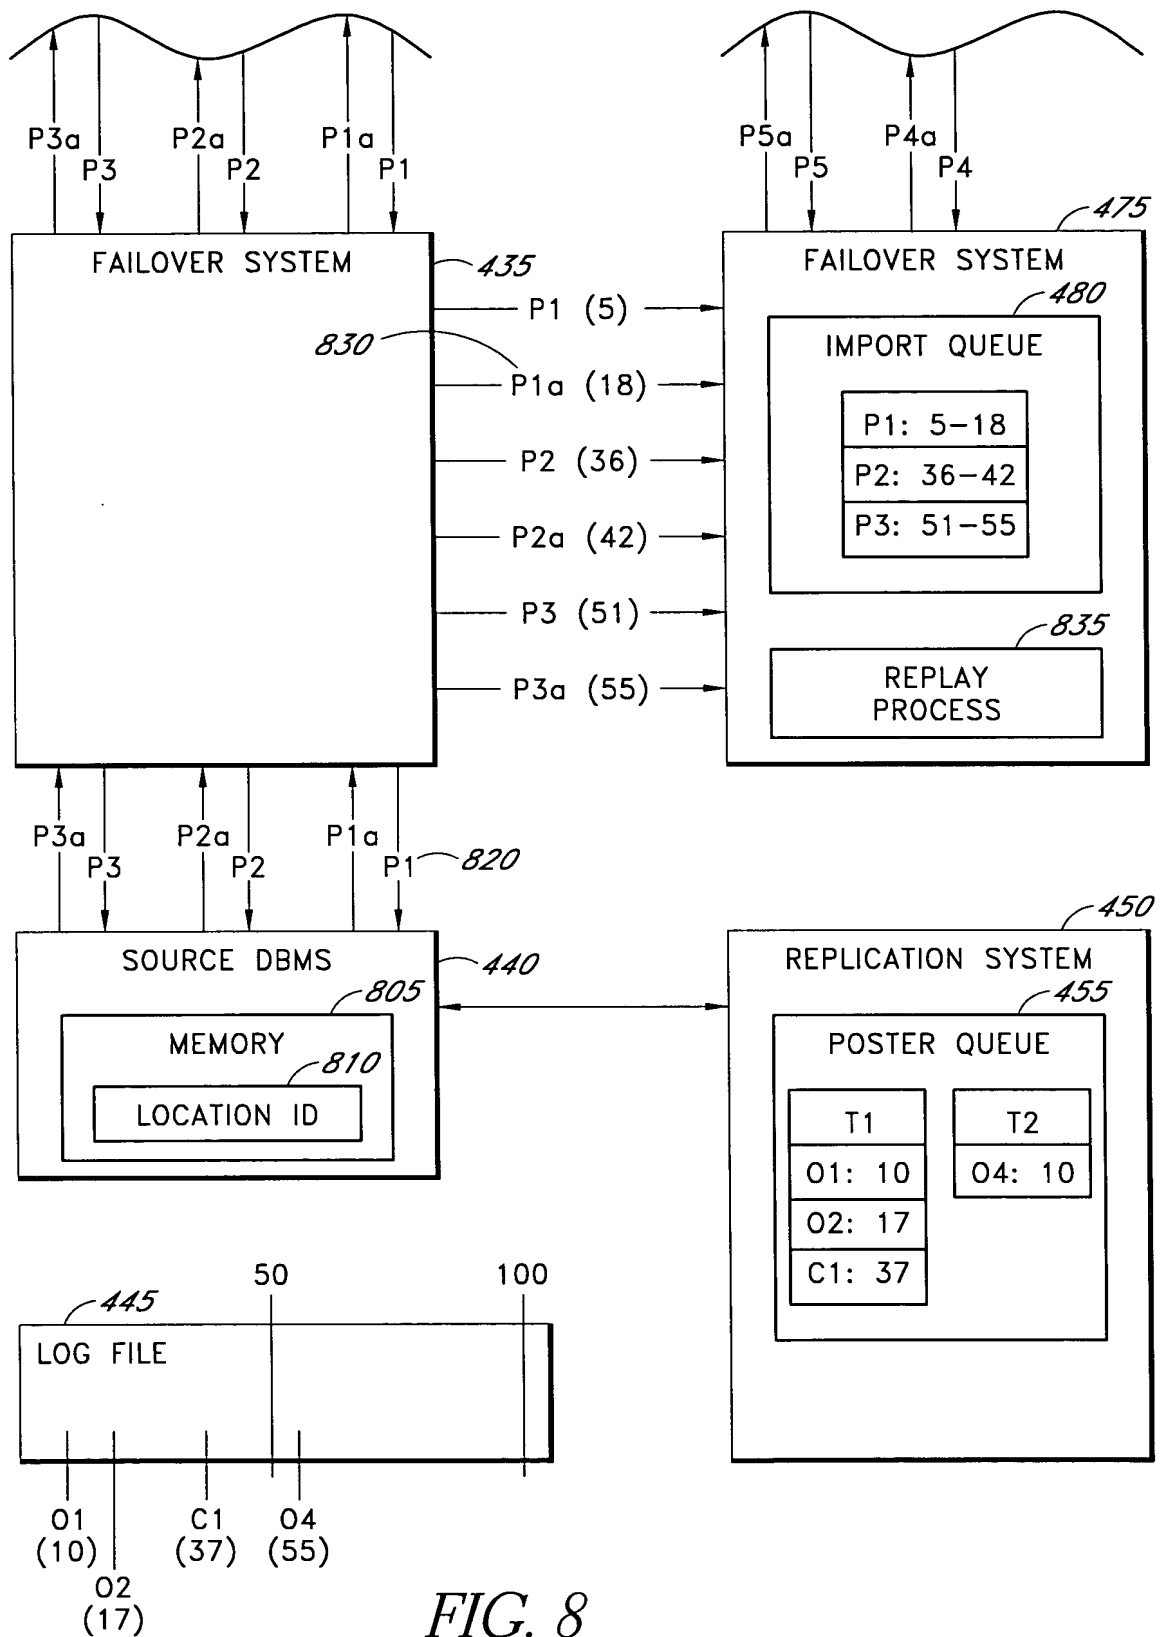 P3a P3 P2a P2 P1a P1
P5a P5 P4a P4
FAILOVER SYSTEM
435
830
P1 (5)
P1a (18)
P2 (36)
P2a (42)
P3 (51)
P3a (55)
475
FAILOVER SYSTEM
480
IMPORT QUEUE
P1: 5–18
P2: 36–42
P3: 51–55
835
REPLAY
PROCESS
P3a P3 P2a P2 P1a P1
820
SOURCE DBMS
440
805
MEMORY
810
LOCATION ID
450
REPLICATION SYSTEM
455
POSTER QUEUE
T1
O1: 10
O2: 17
C1: 37
T2
O4: 10
50
100
445
LOG FILE
O1
(10)
O2
(17)
C1
(37)
O4
(55)
FIG. 8